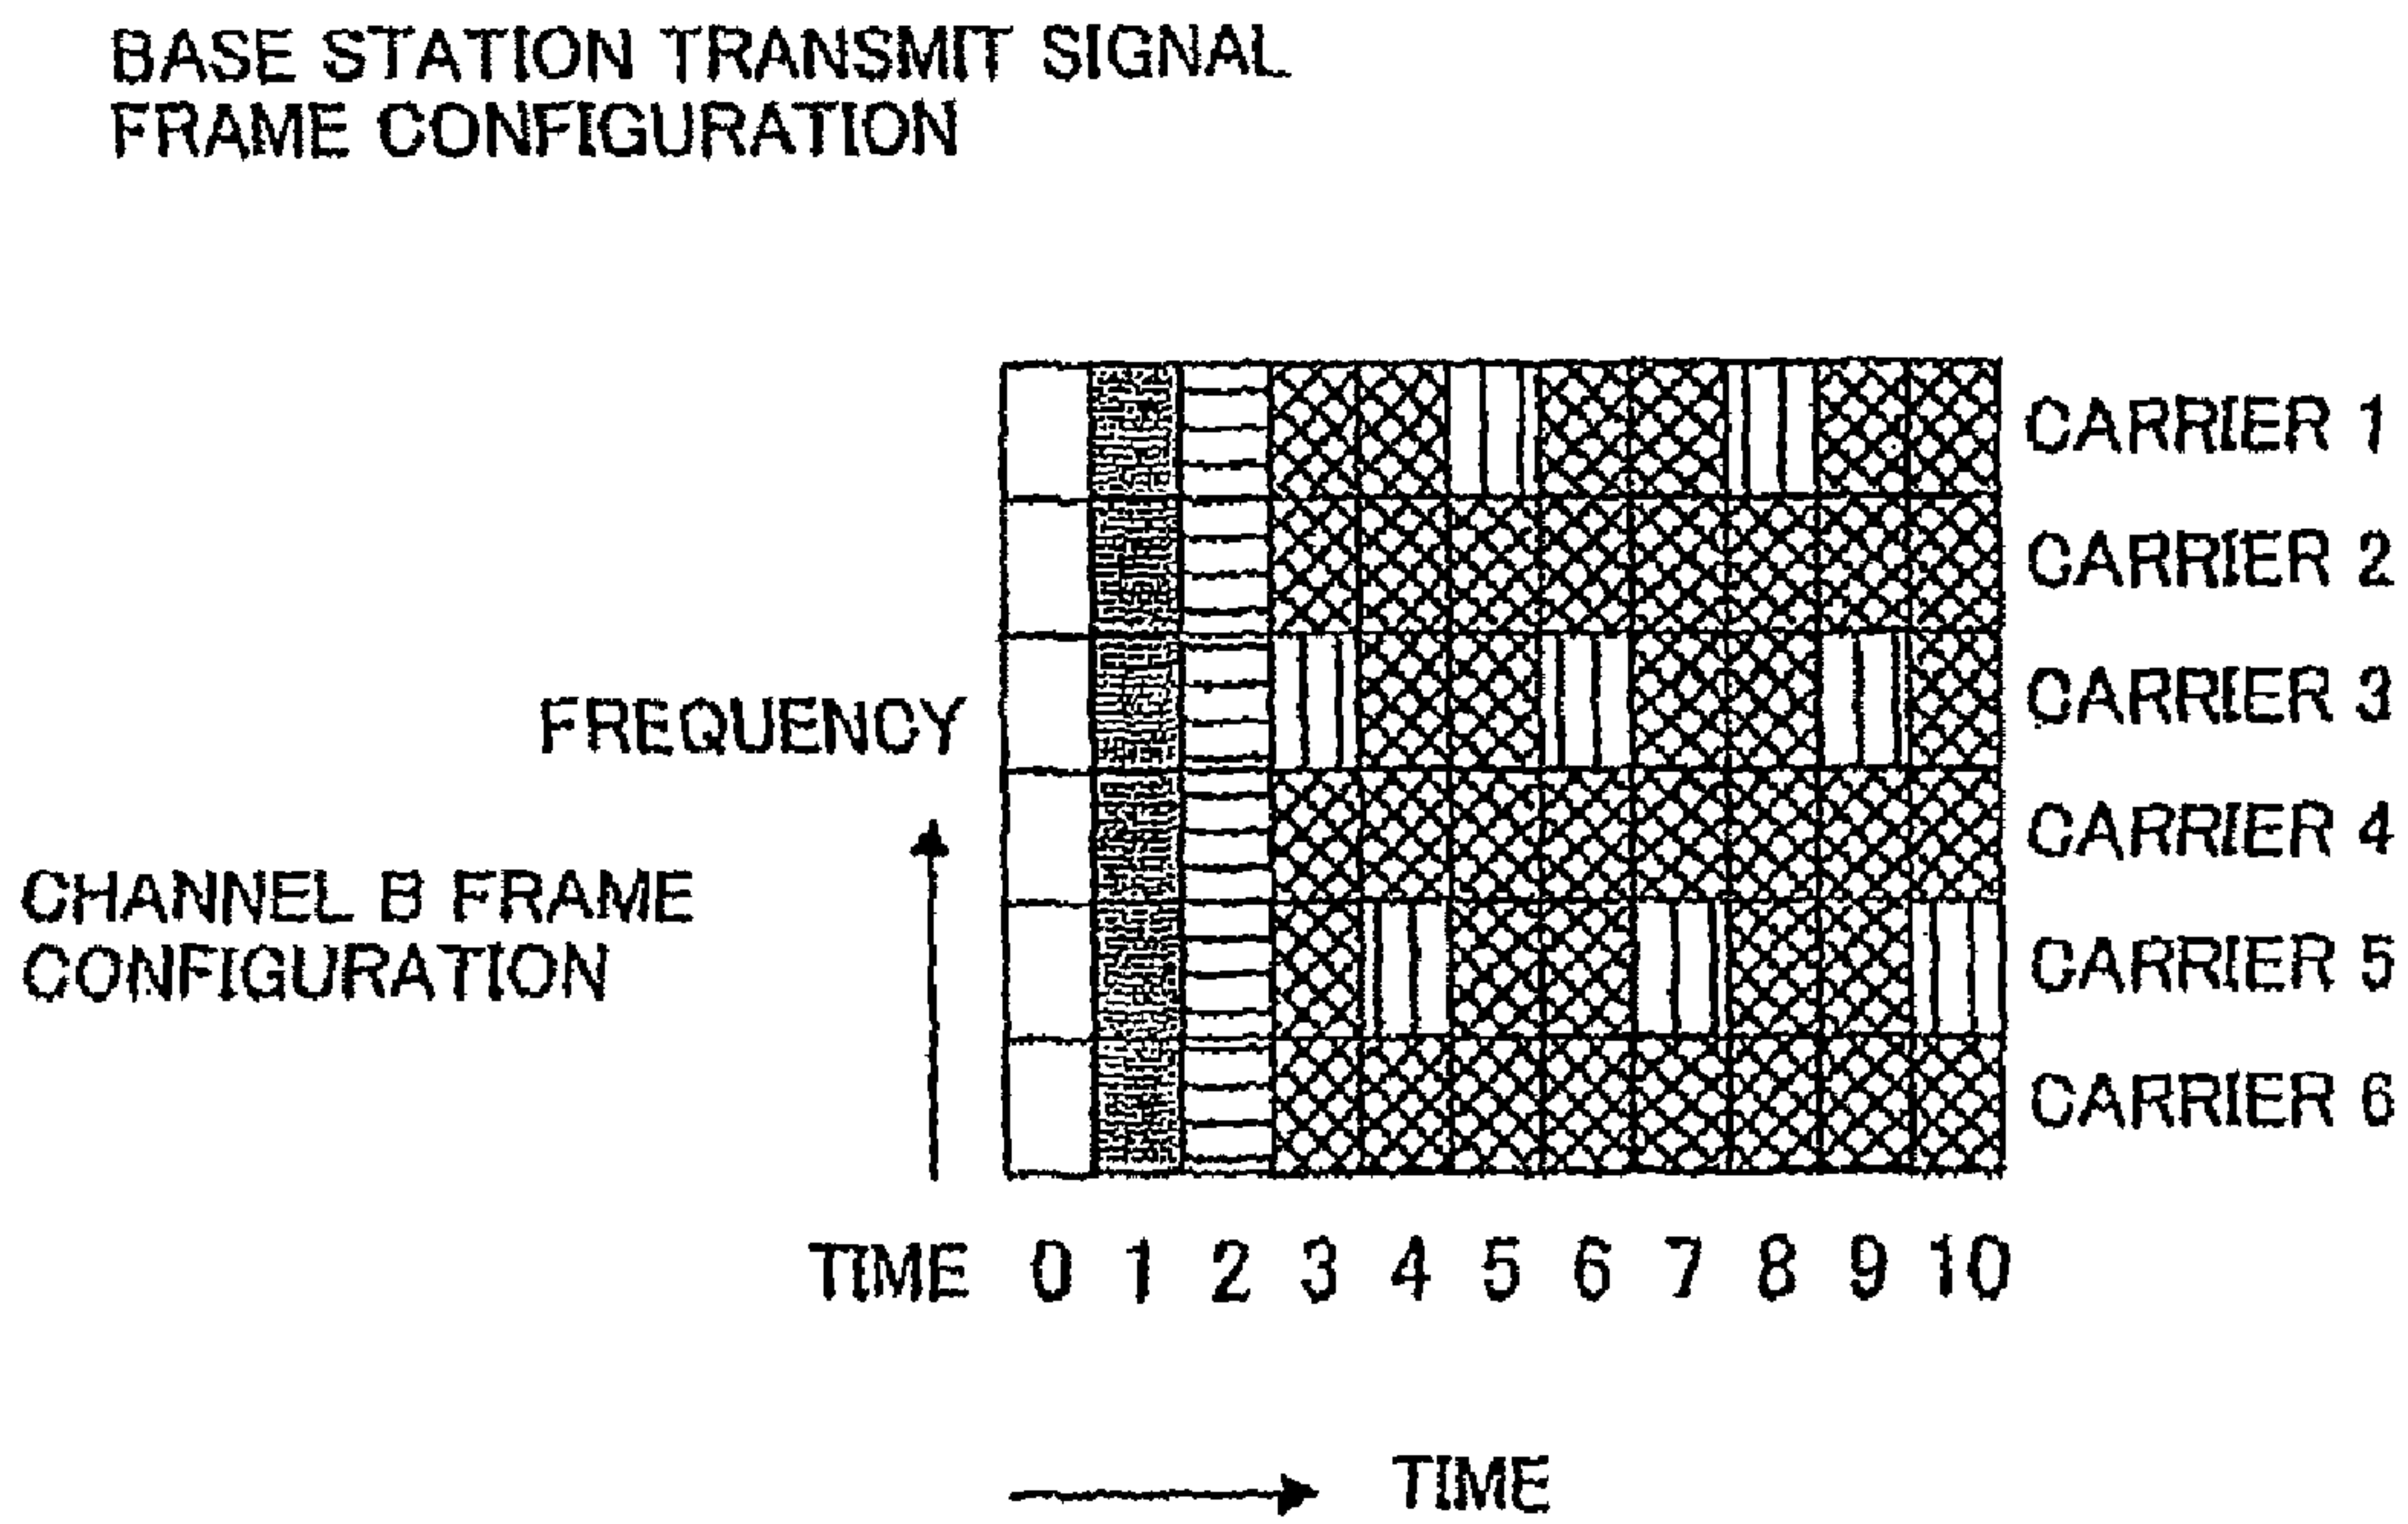 BASE STATION TRANSMIT SIGNAL
FRAME CONFIGURATION
CARRIER 1
CARRIER 2
CARRIER 3
FREQUENCY
CARRIER 4
CHANNEL B FRAME
CONFIGURATION
CARRIER 5
CARRIER 6
TIME 0 1 2 3 4 5 6 7 8 9 10
TIME